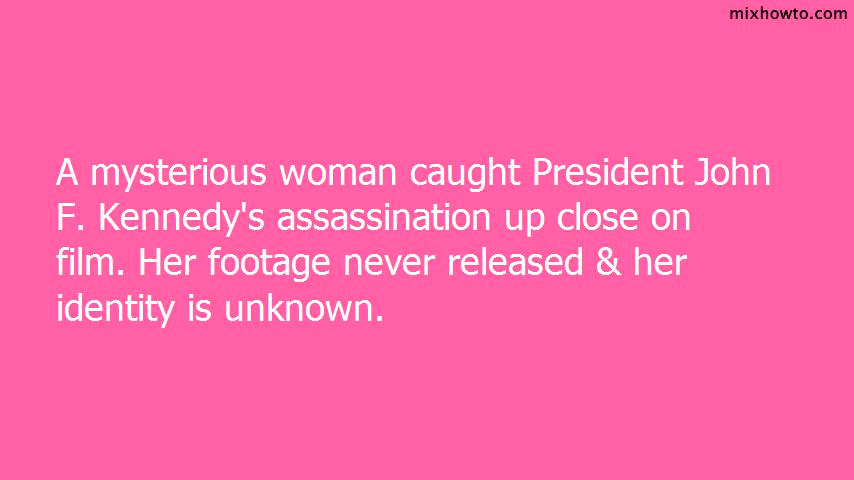 mixhowto.com
A mysterious woman caught President John
F. Kennedy's assassination up close on
film. Her footage never released & her
identity is unknown.